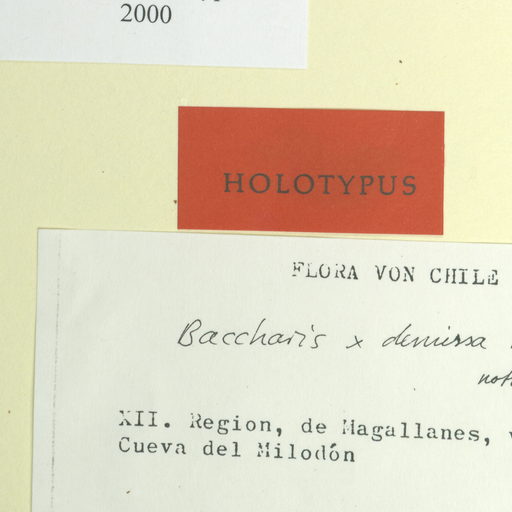 2000
HOLOTYPUS
FLORA VON CHILE
Baccharis x demissa
XII. Region, de Magallanes,
Cueva del Milodón